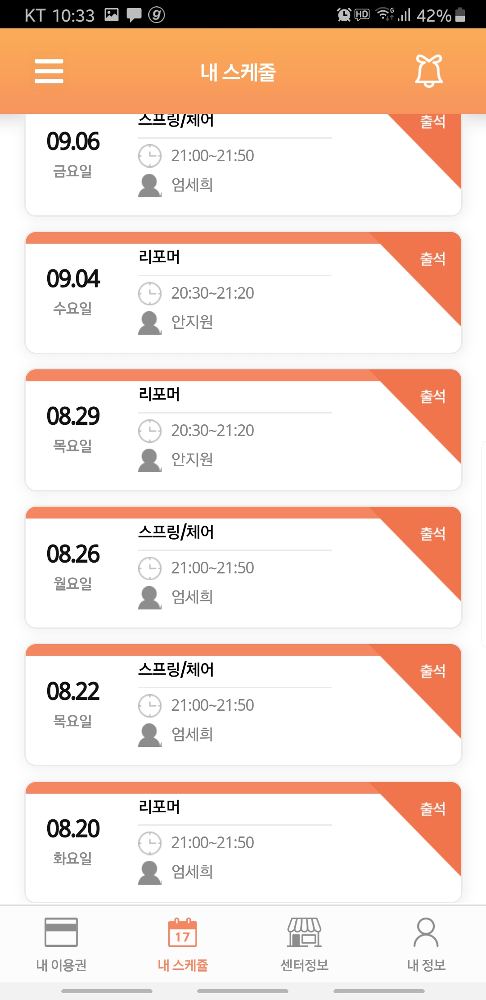 KT 10:33 HD 42%
내 스케줄
스프링/체어
출석
09.06
금요일
21:00~21:50
엄세희
리포머
출석
09.04
수요일
20:30~21:20
안지원
리포머
출석
08.29
목요일
20:30~21:20
안지원
스프링/체어
출석
08.26
월요일
21:00~21:50
엄세희
스프링/체어
출석
08.22
목요일
21:00~21:50
엄세희
리포머
출석
08.20
화요일
21:00~21:50
엄세희
17
내 이용권 내 스케쥴 센터정보 내 정보